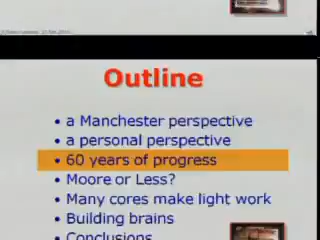 Outline
• a Manchester perspective
• a personal perspective
• 60 years of progress
• Moore or Less?
• Many cores make light work
• Building brains
• Conclusions